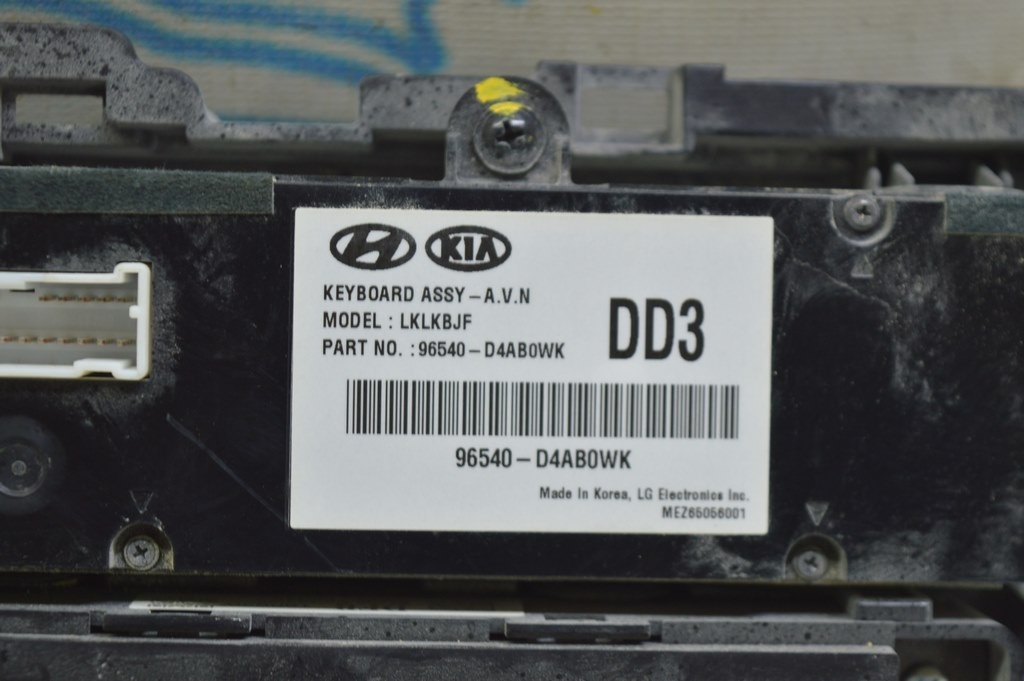 KIA
KEYBOARD ASSY-A.V.N
MODEL : LKLKBJF
PART NO. : 96540-D4AB0WK
DD3
96540-D4AB0WK
Made In Korea, LG Electronics Inc.
MEZ65056001